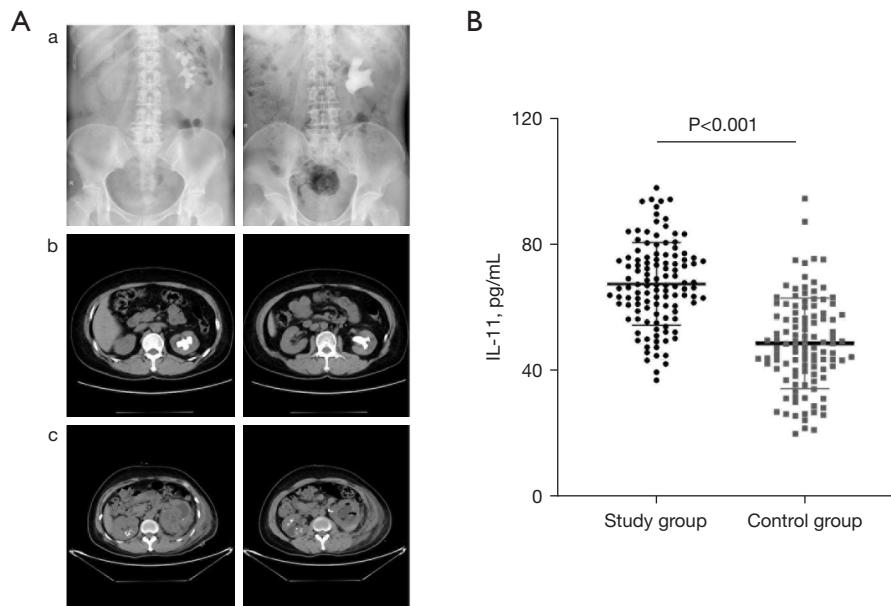 A
a
R
R
b
c
B
P<0.001
IL-11, pg/mL
120
80
40
0
Study group
Control group